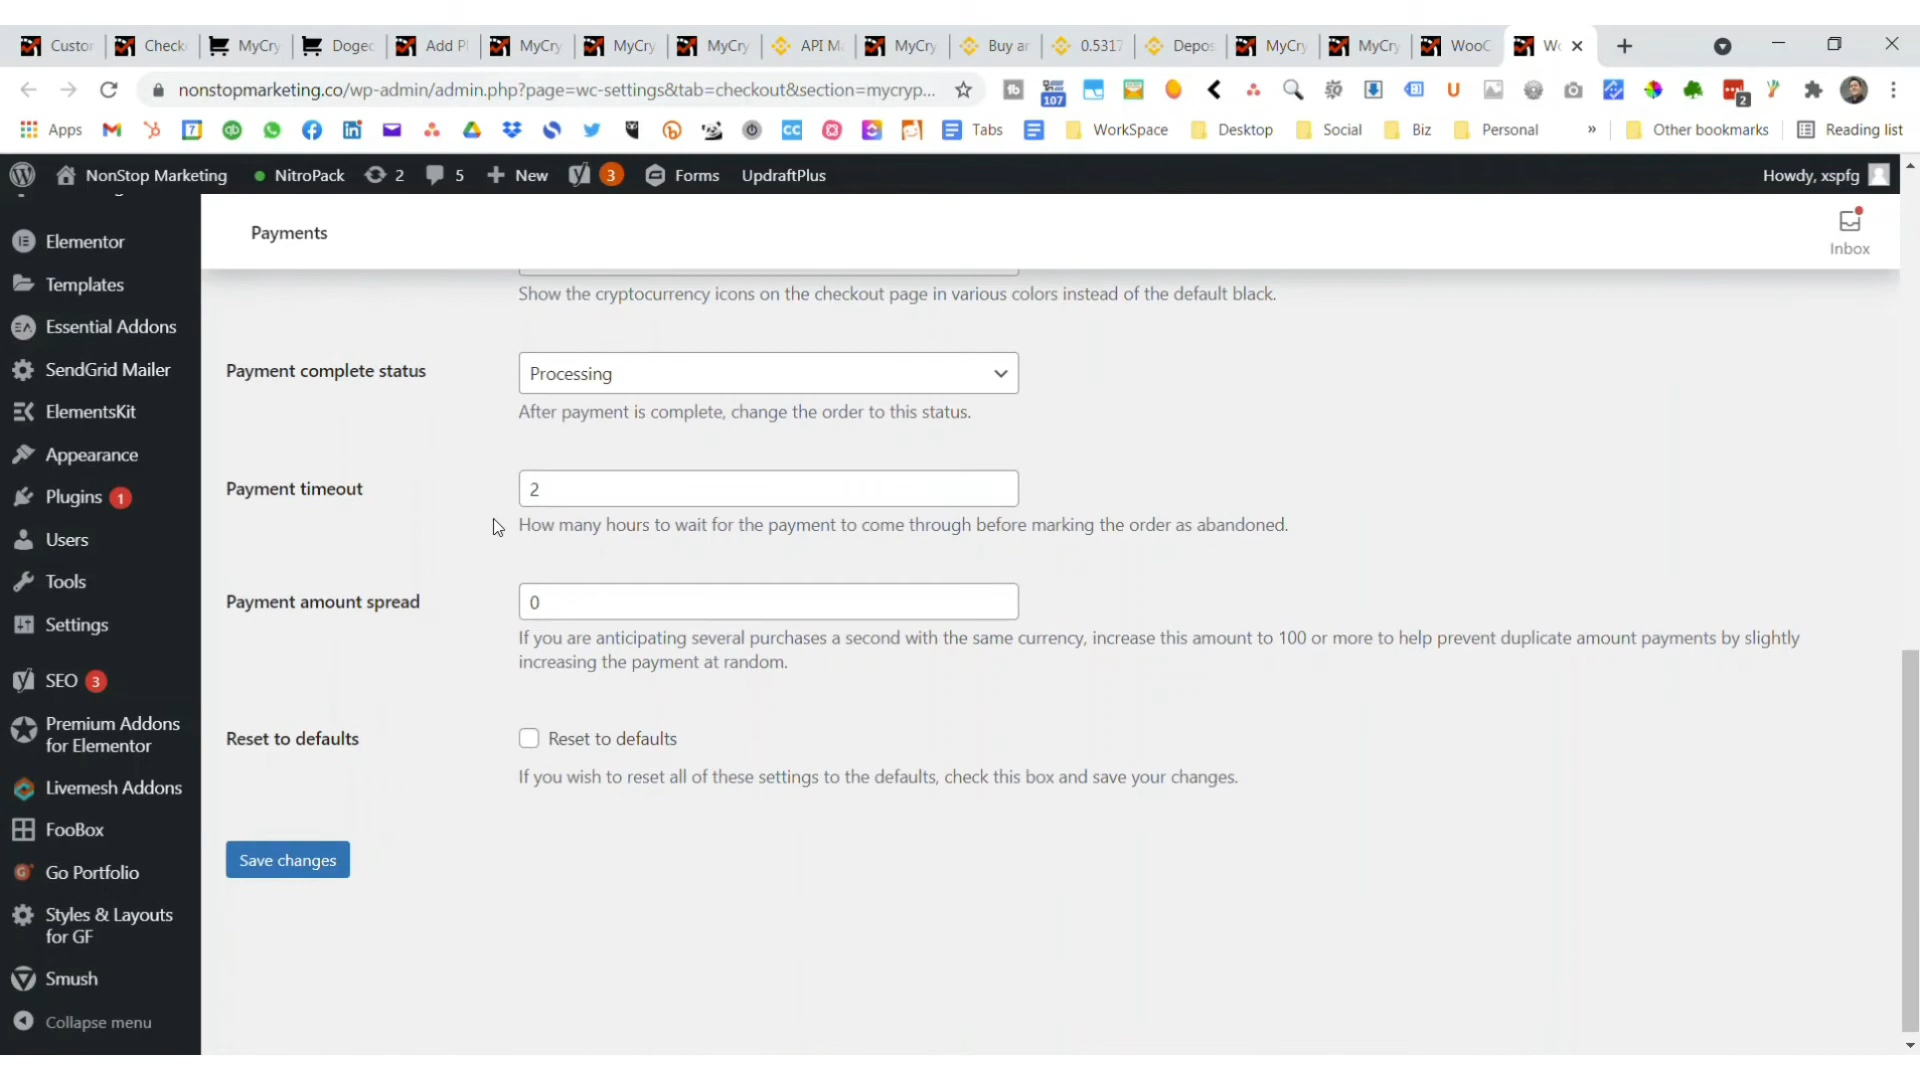 Custor
Check
MyCry
Doged
Add Pl
MyCry
MyCry
MyCry
API Ma
MyCry
Buy ar
0.5317
Depos
MyCry
MyCry
WooC
Wo
nonstopmarketing.co/wp-admin/admin.php?page=wc-settings&tab=checkout&section=mycryp...
107
2
Apps
7
Tabs
WorkSpace
Desktop
Social
Biz
Personal
»
Other bookmarks
Reading list
NonStop Marketing
NitroPack
2
5
New
3
Forms
UpdraftPlus
Howdy, xspfg
Elementor
Templates
Essential Addons
SendGrid Mailer
ElementsKit
Appearance
Plugins 1
Users
Tools
Settings
SEO 3
Premium Addons
for Elementor
Livemesh Addons
FooBox
Go Portfolio
Styles & Layouts
for GF
Smush
Collapse menu
Payments
Inbox
Show the cryptocurrency icons on the checkout page in various colors instead of the default black.
Payment complete status
Processing
After payment is complete, change the order to this status.
Payment timeout
2
How many hours to wait for the payment to come through before marking the order as abandoned.
Payment amount spread
0
If you are anticipating several purchases a second with the same currency, increase this amount to 100 or more to help prevent duplicate amount payments by slightly
increasing the payment at random.
Reset to defaults
Reset to defaults
If you wish to reset all of these settings to the defaults, check this box and save your changes.
Save changes